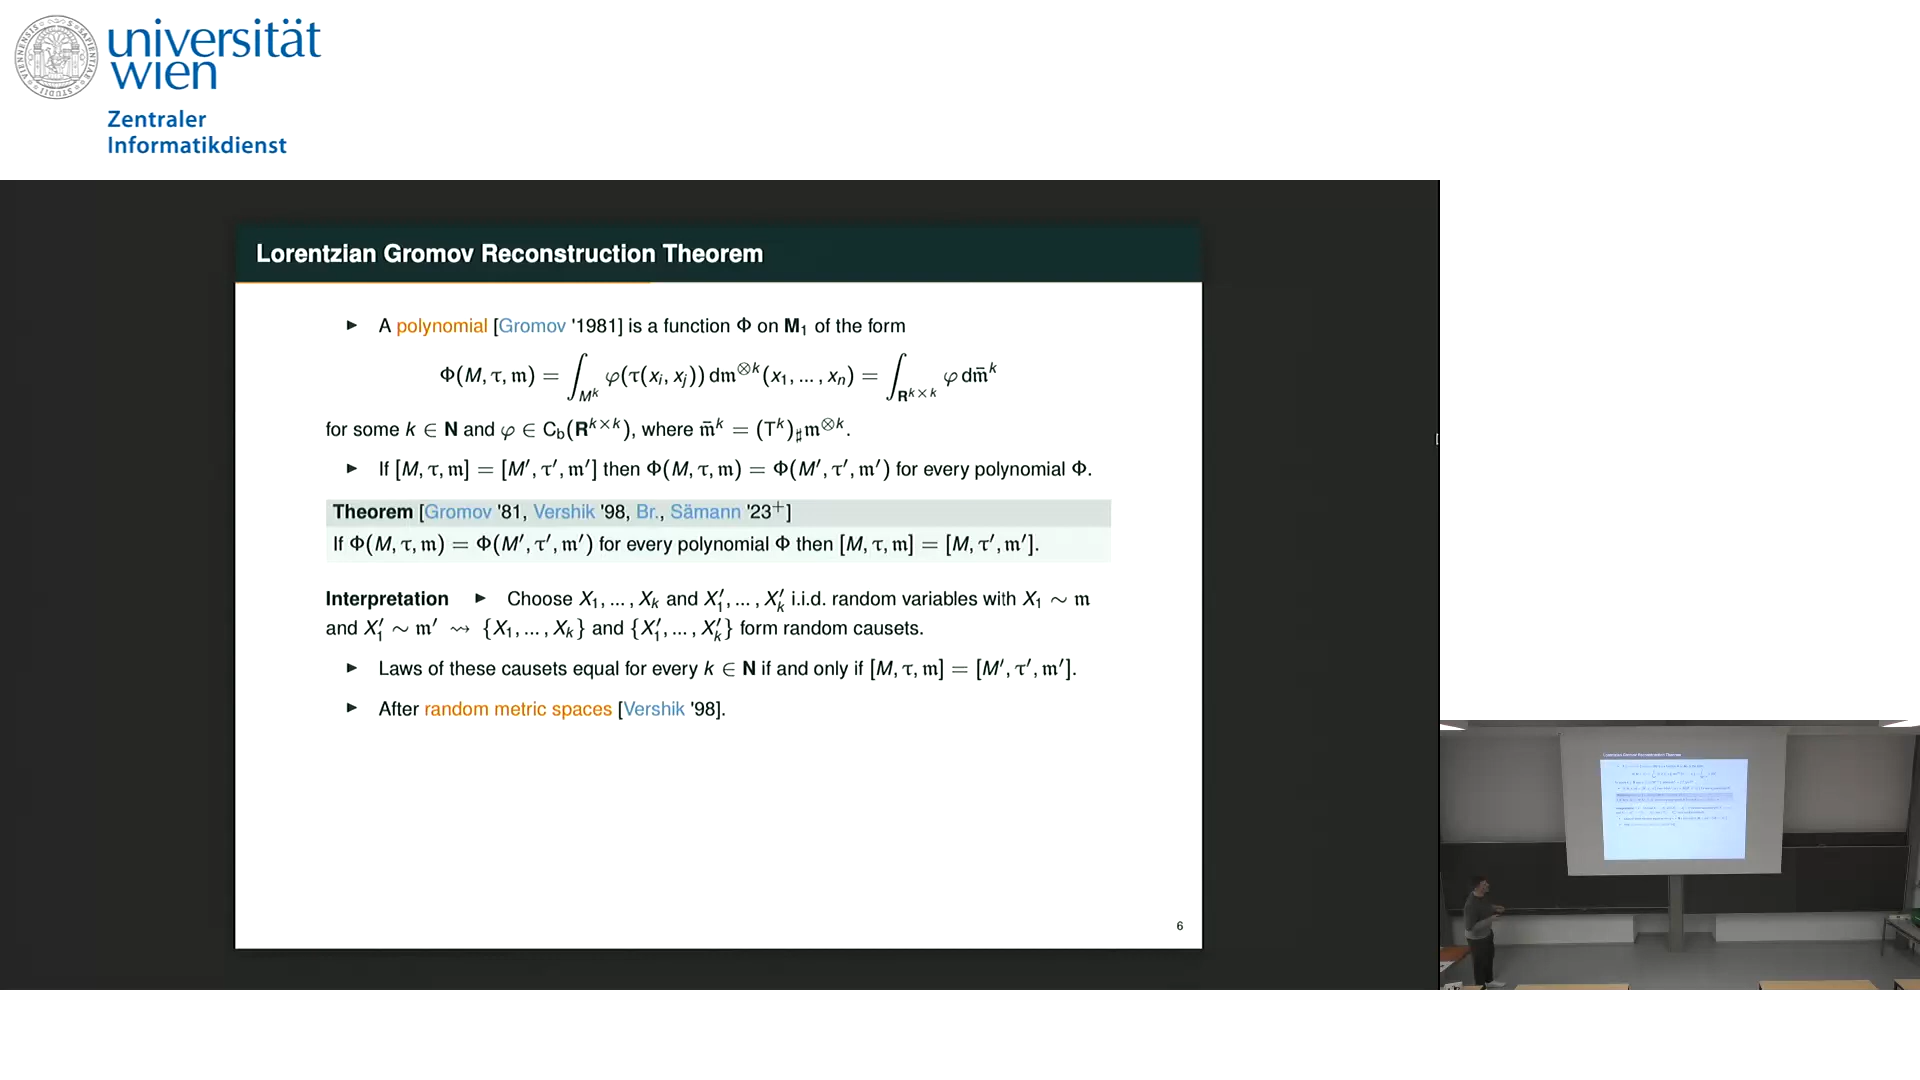 universität
wien
Zentraler
Informatikdienst
Lorentzian Gromov Reconstruction Theorem
► A polynomial [Gromov '1981] is a function Φ on M₁ of the form
Φ(M, τ, 𝔪) = ∫_{M^k} φ(τ(x_i, x_j)) d𝔪^{⊗k}(x₁, ... , x_n) = ∫_{R^{k×k}} φ d𝔪̄^k
for some k ∈ N and φ ∈ C_b(R^{k×k}), where 𝔪̄^k = (T^k)_♯ 𝔪^{⊗k}.
► If [M, τ, 𝔪] = [M′, τ′, 𝔪′] then Φ(M, τ, 𝔪) = Φ(M′, τ′, 𝔪′) for every polynomial Φ.
Theorem [Gromov '81, Vershik '98, Br., Sämann '23⁺]
If Φ(M, τ, 𝔪) = Φ(M′, τ′, 𝔪′) for every polynomial Φ then [M, τ, 𝔪] = [M, τ′, 𝔪′].
Interpretation ► Choose X₁, ... , X_k and X′₁, ... , X′_k i.i.d. random variables with X₁ ∼ 𝔪
and X′₁ ∼ 𝔪′ ⇝ {X₁, ... , X_k} and {X′₁, ... , X′_k} form random causets.
► Laws of these causets equal for every k ∈ N if and only if [M, τ, 𝔪] = [M′, τ′, 𝔪′].
► After random metric spaces [Vershik '98].
6